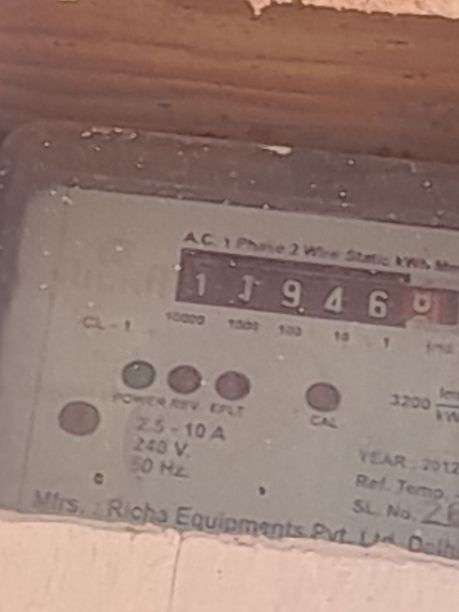 A.C. 1 Phase 2 Wire Static kWh
1 1 9 4 6
CL - 1 10000 1000 100 10 1
POWER REV. E/FLT CAL
3200
2.5 - 10 A
240 V.
50 Hz.
YEAR : 2012
Ref. Temp.
SL. No.
Mfrs. : Richa Equipments Pvt. Ltd. Delhi